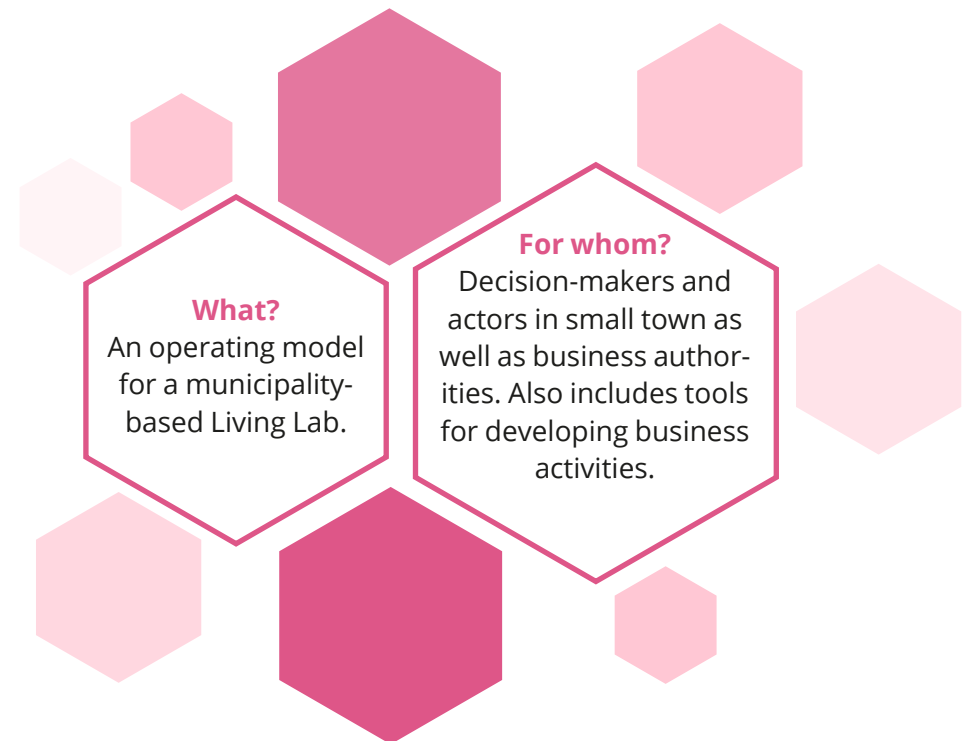 What?
An operating model
for a municipality-
based Living Lab.
For whom?
Decision-makers and
actors in small town as
well as business author-
ities. Also includes tools
for developing business
activities.